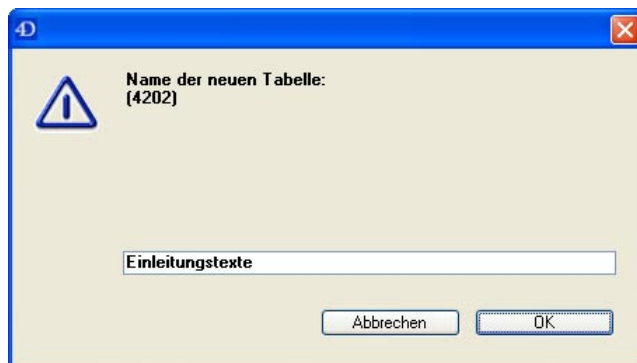 4D
Name der neuen Tabelle:
(4202)
Einleitungstexte
Abbrechen
OK